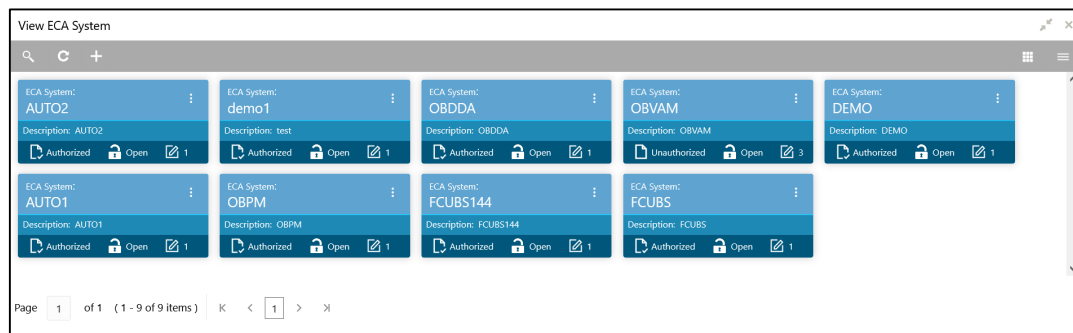 View ECA System
ECA System:
AUTO2
Description: AUTO2
Authorized Open 1
ECA System:
demo1
Description: test
Authorized Open 1
ECA System:
OBDDA
Description: OBDDA
Authorized Open 1
ECA System:
OBVAM
Description: OBVAM
Unauthorized Open 3
ECA System:
DEMO
Description: DEMO
Authorized Open 1
ECA System:
AUTO1
Description: AUTO1
Authorized Open 1
ECA System:
OBPM
Description: OBPM
Authorized Open 1
ECA System:
FCUBS144
Description: FCUBS144
Authorized Open 1
ECA System:
FCUBS
Description: FCUBS
Authorized Open 1
Page 1 of 1 ( 1 - 9 of 9 items ) 1